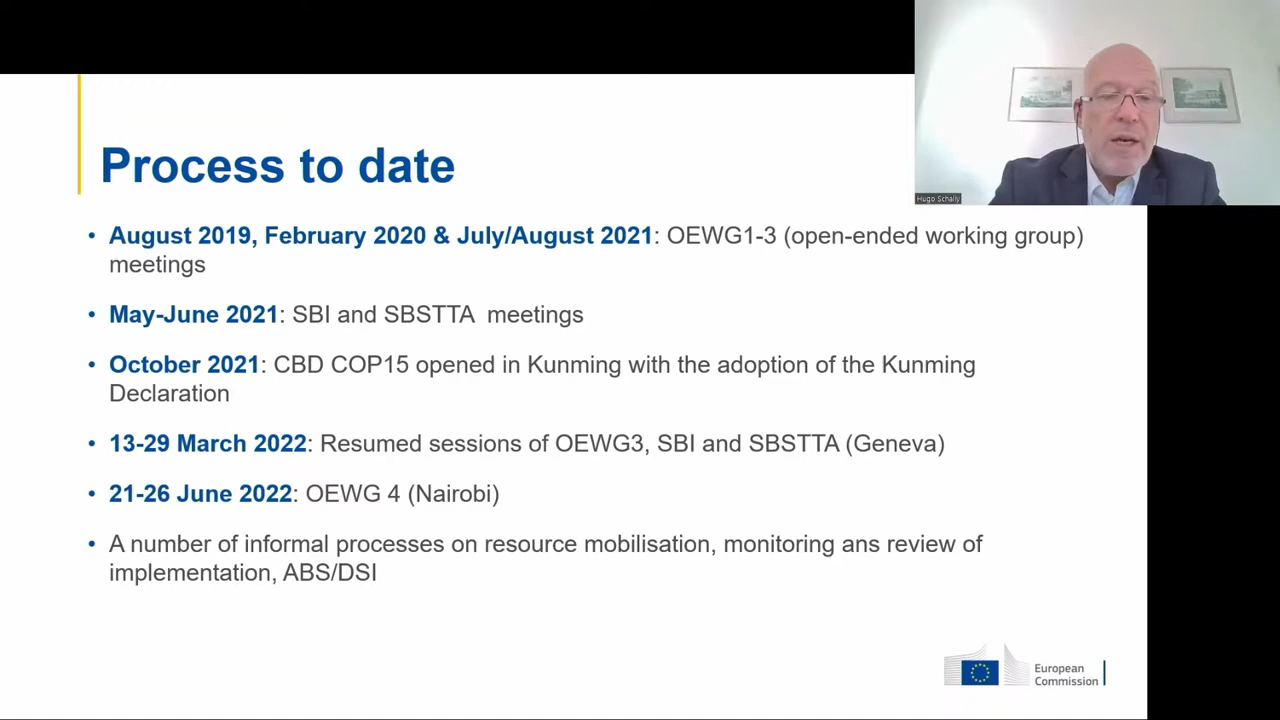 Hugo Schally
Process to date
• August 2019, February 2020 & July/August 2021: OEWG1-3 (open-ended working group)
meetings
• May-June 2021: SBI and SBSTTA meetings
• October 2021: CBD COP15 opened in Kunming with the adoption of the Kunming
Declaration
• 13-29 March 2022: Resumed sessions of OEWG3, SBI and SBSTTA (Geneva)
• 21-26 June 2022: OEWG 4 (Nairobi)
• A number of informal processes on resource mobilisation, monitoring ans review of
implementation, ABS/DSI
European
Commission